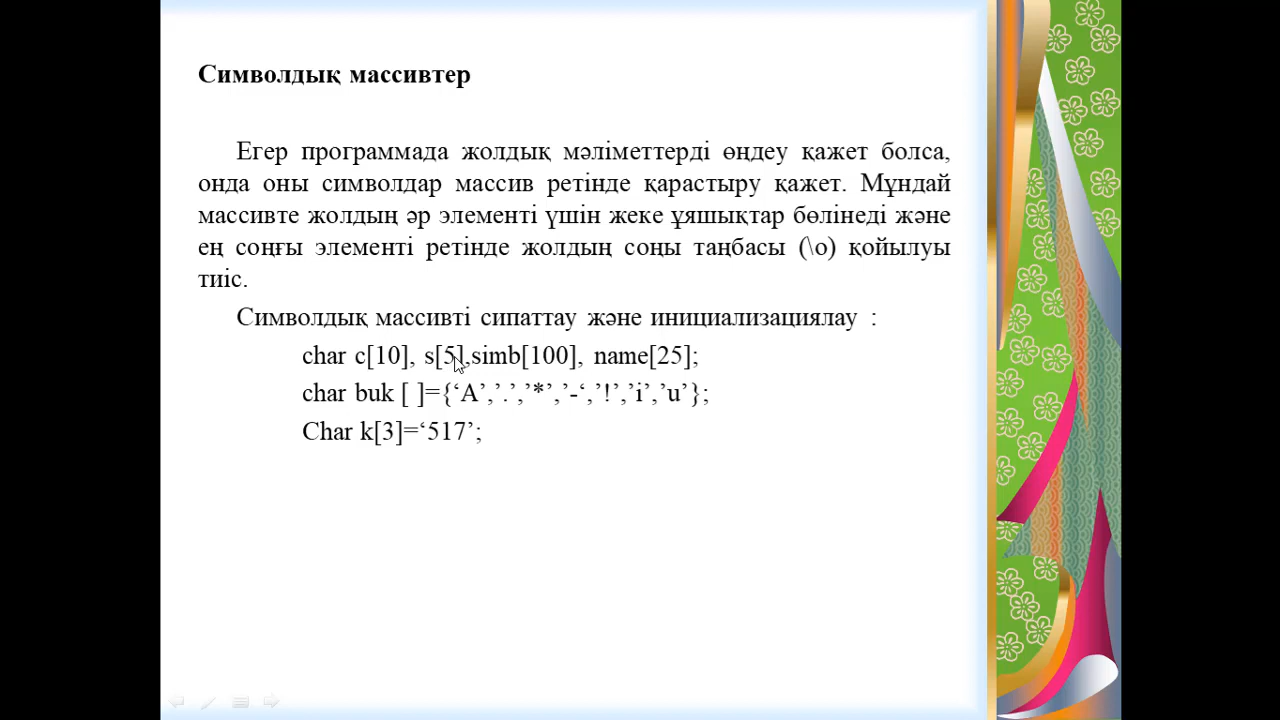 Символдық массивтер
Егер программада жолдық мәліметтерді өңдеу қажет болса,
онда оны символдар массив ретінде қарастыру қажет. Мұндай
массивте жолдың әр элементі үшін жеке ұяшықтар бөлінеді және
ең соңғы элементі ретінде жолдың соңы таңбасы (\о) қойылуы
тиіс.
Символдық массивті сипаттау және инициализациялау :
char c[10], s[5],simb[100], name[25];
char buk [ ]={‘A’,’.’,’*’,’-‘,’!’,’i’,’u’};
Char k[3]=‘517’;